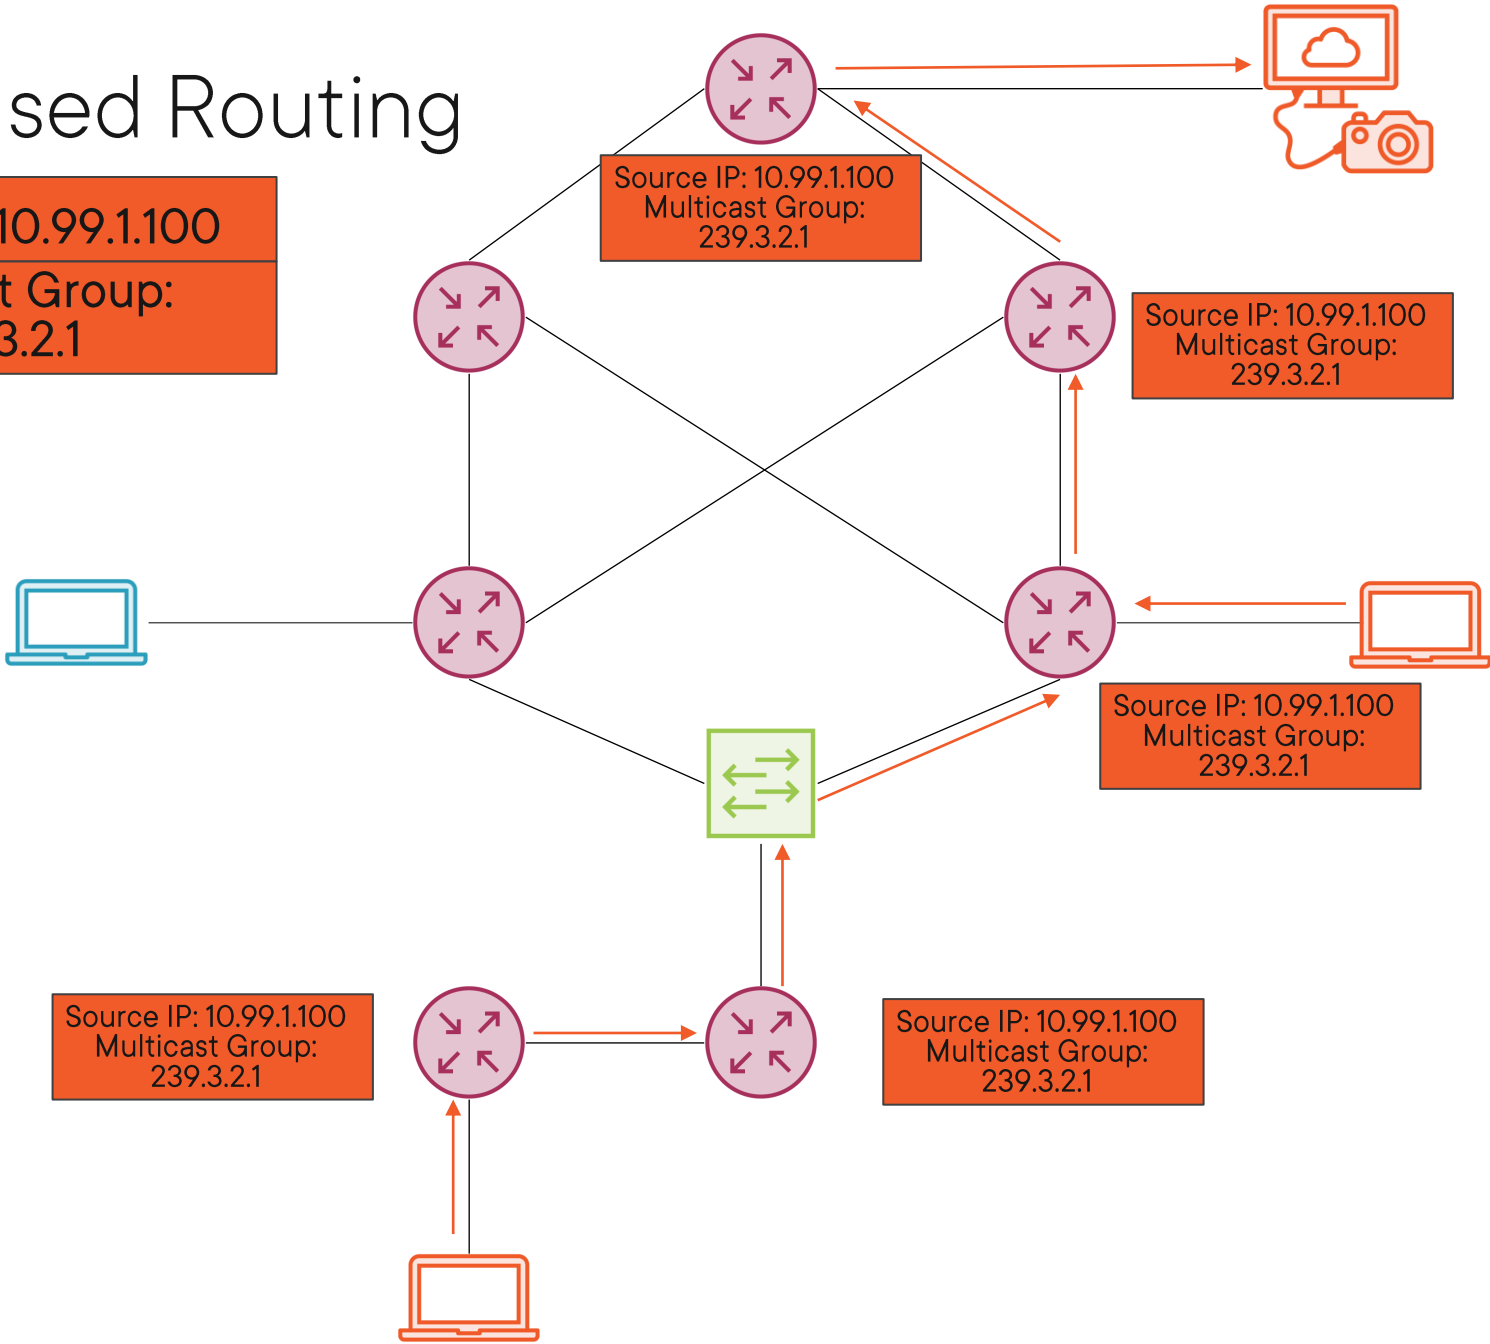 sed Routing
10.99.1.100
t Group:
3.2.1
Source IP: 10.99.1.100
Multicast Group:
239.3.2.1
Source IP: 10.99.1.100
Multicast Group:
239.3.2.1
Source IP: 10.99.1.100
Multicast Group:
239.3.2.1
Source IP: 10.99.1.100
Multicast Group:
239.3.2.1
Source IP: 10.99.1.100
Multicast Group:
239.3.2.1